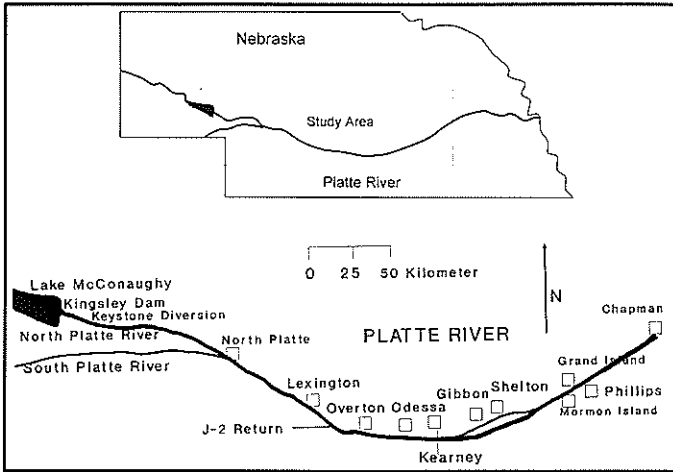 Nebraska
Study Area
Platte River
0 25 50 Kilometer
N
Lake McConaughy
Kingsley Dam
Keystone Diversion
North Platte River
South Platte River
North Platte
PLATTE RIVER
Chapman
Grand Island
Phillips
Mormon Island
Lexington
Gibbon
Shelton
Overton
Odessa
J-2 Return
Kearney